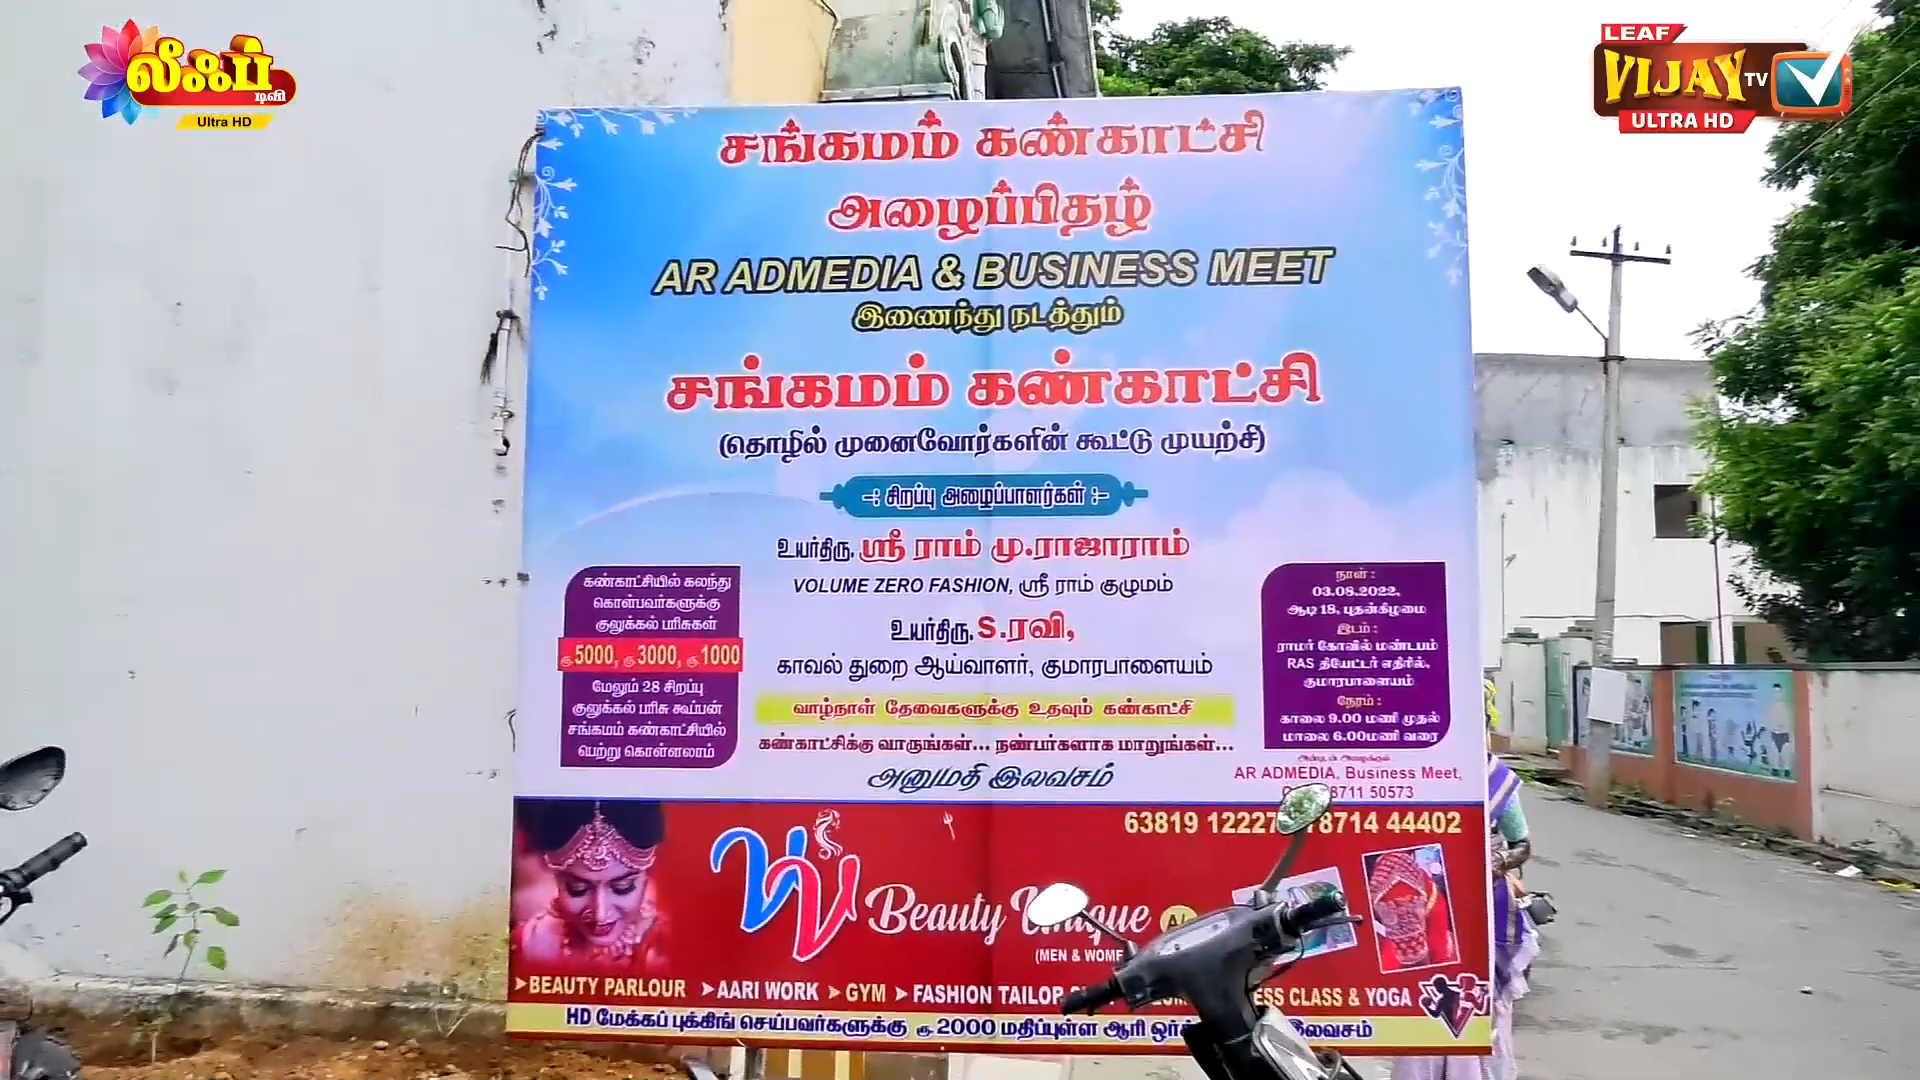 லீஃப்
டிவி
Ultra HD
LEAF
VIJAY TV
ULTRA HD
சங்கமம் கண்காட்சி
அழைப்பிதழ்
AR ADMEDIA & BUSINESS MEET
இணைந்து நடத்தும்
சங்கமம் கண்காட்சி
(தொழில் முனைவோர்களின் கூட்டு முயற்சி)
-: சிறப்பு அழைப்பாளர்கள் :-
உயர்திரு. ஸ்ரீ ராம் மு.ராஜாராம்
VOLUME ZERO FASHION, ஸ்ரீ ராம் குழுமம்
உயர்திரு. S.ரவி,
காவல் துறை ஆய்வாளர், குமாரபாளையம்
வாழ்நாள் தேவைகளுக்கு உதவும் கண்காட்சி
கண்காட்சிக்கு வாருங்கள்... நண்பர்களாக மாறுங்கள்...
அனுமதி இலவசம்
கண்காட்சியில் கலந்து
கொள்பவர்களுக்கு
குலுக்கல் பரிசுகள்
ரூ.5000, ரூ.3000, ரூ.1000
மேலும் 28 சிறப்பு
குலுக்கல் பரிசு கூப்பன்
சங்கமம் கண்காட்சியில்
பெற்று கொள்ளலாம்
நாள் :
03.08.2022,
ஆடி 18, புதன்கிழமை
இடம் :
ராமர் கோவில் மண்டபம்
RAS தியேட்டர் எதிரில்,
குமாரபாளையம்
நேரம் :
காலை 9.00 மணி முதல்
மாலை 6.00மணி வரை
அன்புடன் அழைக்கும்
AR ADMEDIA, Business Meet,
8711 50573
63819 1222 78714 44402
Beauty Unique
(MEN & WOME
➤BEAUTY PARLOUR ➤AARI WORK ➤GYM ➤FASHION TAILOR ESS CLASS & YOGA
HD மேக்கப் புக்கிங் செய்பவர்களுக்கு ரூ 2000 மதிப்புள்ள ஆரி இலவசம்